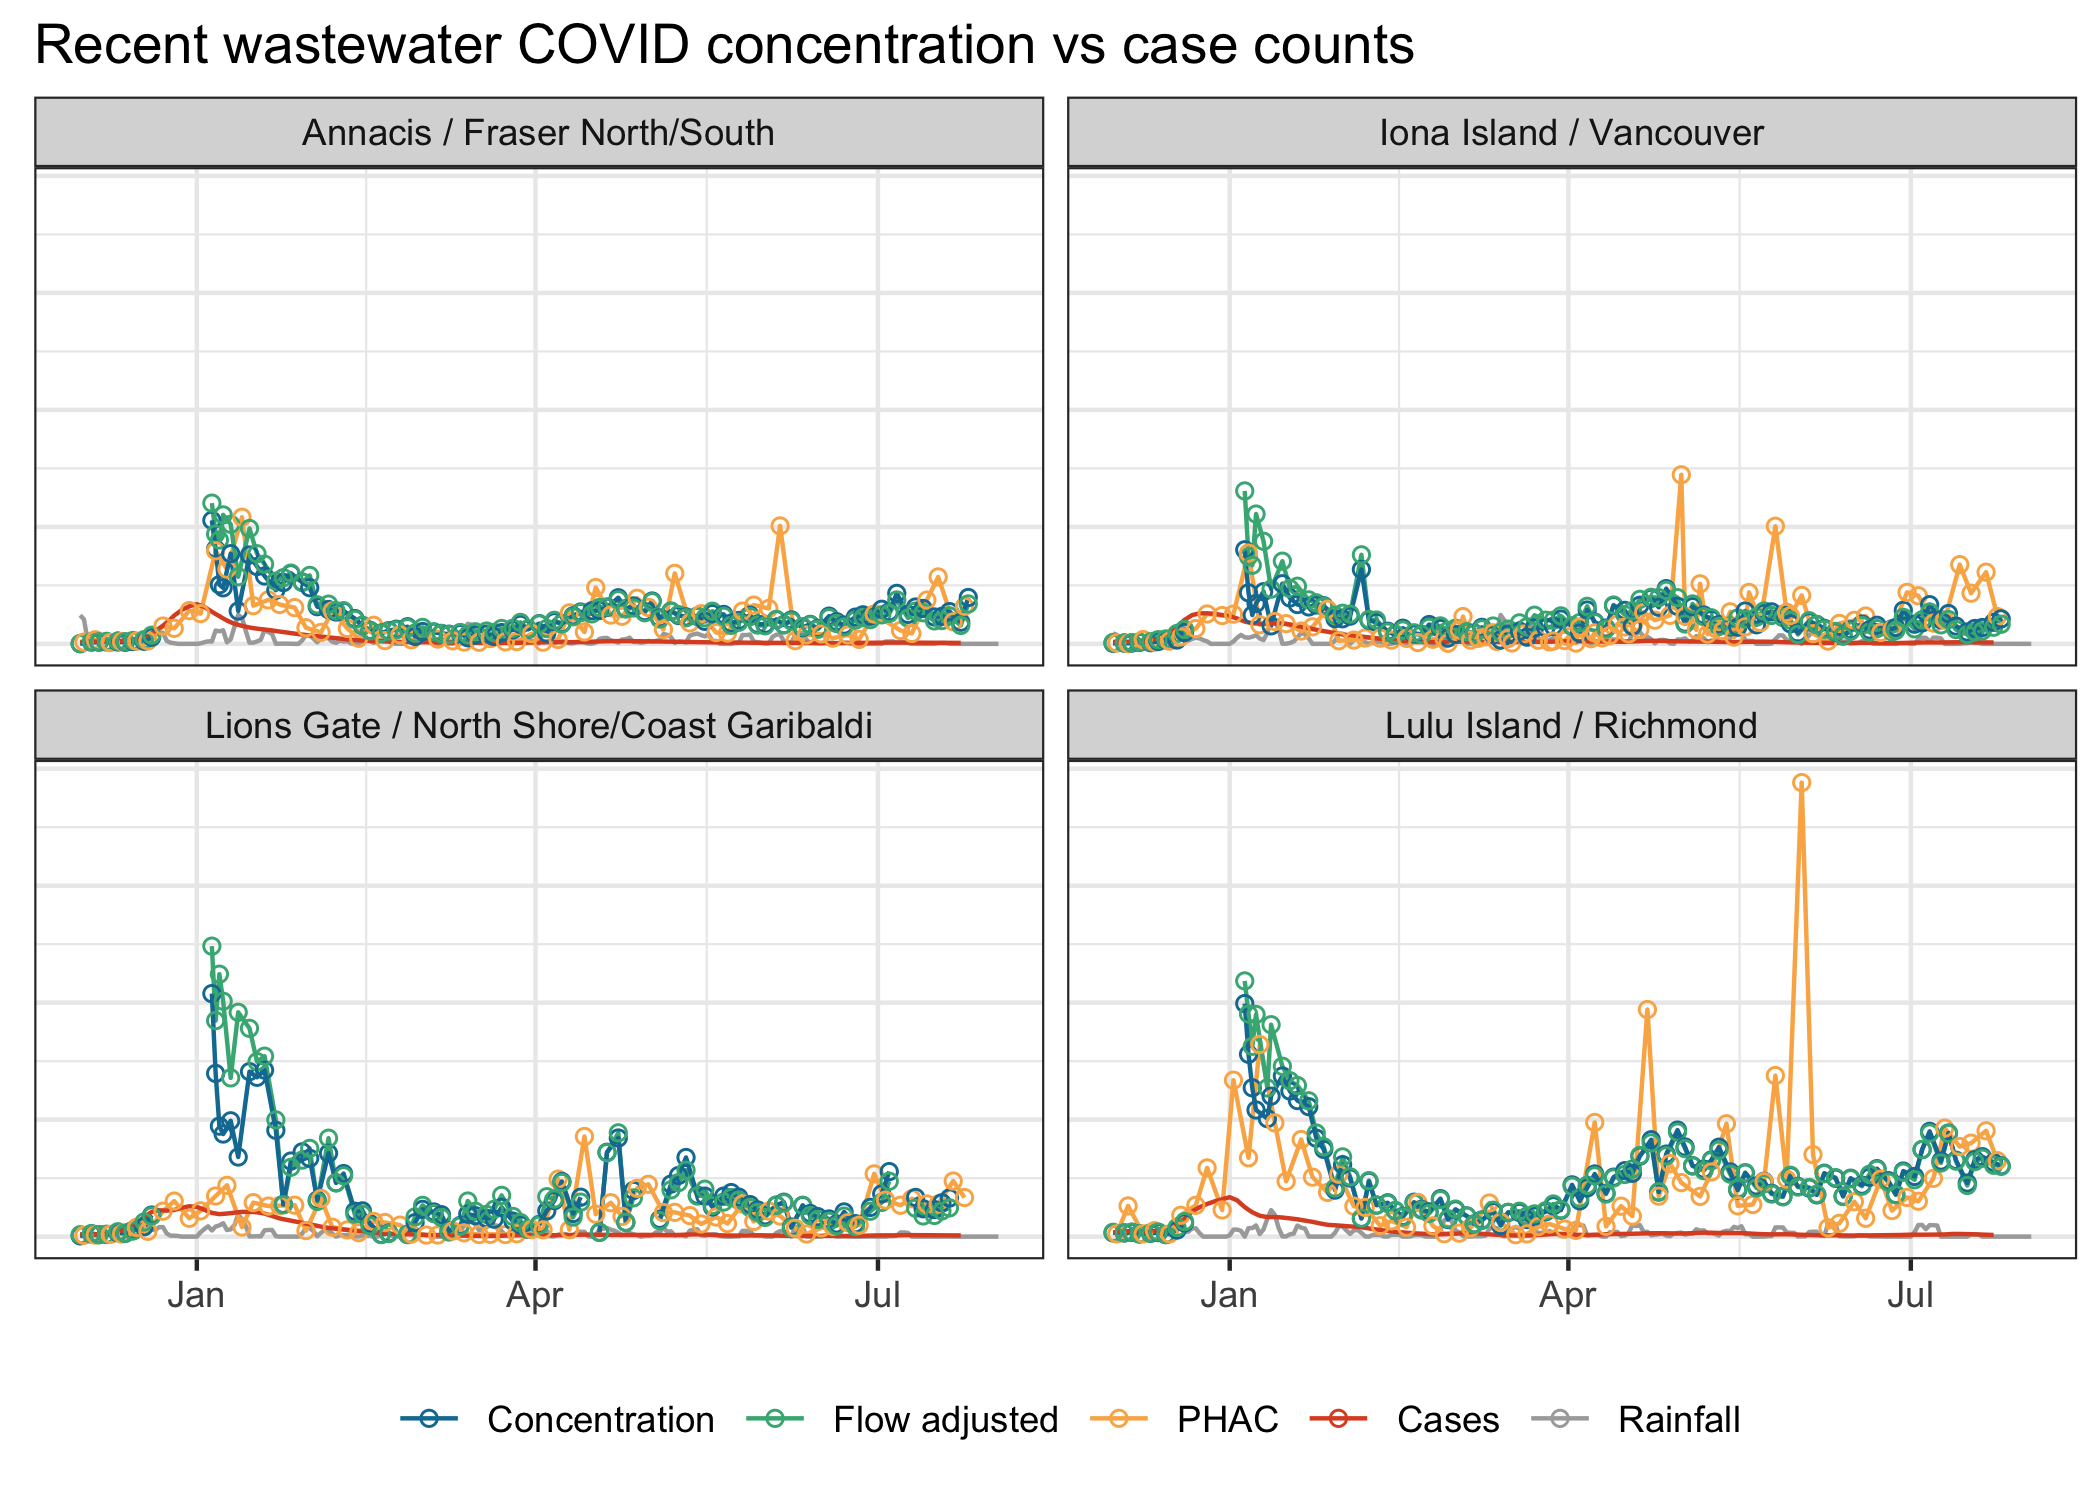 Recent wastewater COVID concentration vs case counts
Annacis / Fraser North/South
Iona Island / Vancouver
Lions Gate / North Shore/Coast Garibaldi
Lulu Island / Richmond
Jan Apr Jul
Jan Apr Jul
Concentration Flow adjusted PHAC Cases Rainfall